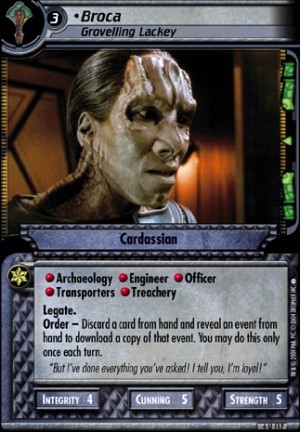 3 • Broca
Grovelling Lackey
Cardassian
• Archaeology • Engineer • Officer
• Transporters • Treachery
Legate.
Order – Discard a card from hand and reveal an event from
hand to download a copy of that event. You may do this only
once each turn.
"But I've done everything you've asked! I tell you, I'm loyal!"
Integrity 4 Cunning 5 Strength 5